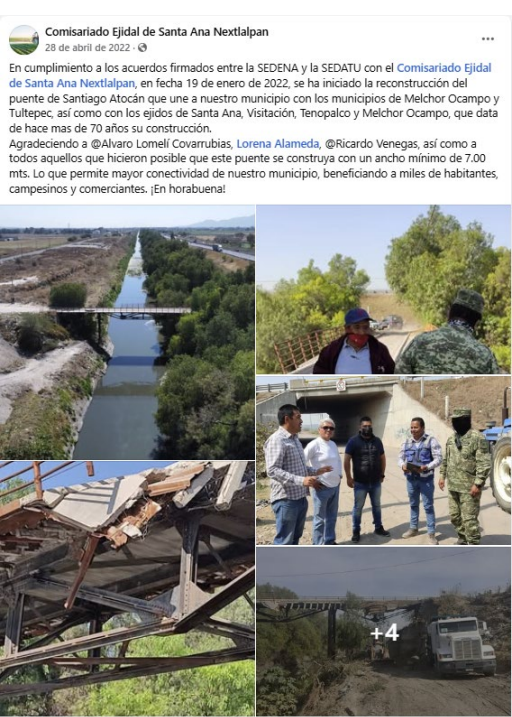 Comisariado Ejidal de Santa Ana Nextlalpan
28 de abril de 2022 ·
En cumplimiento a los acuerdos firmados entre la SEDENA y la SEDATU con el Comisariado Ejidal
de Santa Ana Nextlalpan, en fecha 19 de enero de 2022, se ha iniciado la reconstrucción del
puente de Santiago Atocán que une a nuestro municipio con los municipios de Melchor Ocampo y
Tultepec, así como con los ejidos de Santa Ana, Visitación, Tenopalco y Melchor Ocampo, que data
de hace mas de 70 años su construcción.
Agradeciendo a @Alvaro Lomelí Covarrubias, Lorena Alameda, @Ricardo Venegas, así como a
todos aquellos que hicieron posible que este puente se construya con un ancho mínimo de 7.00
mts. Lo que permite mayor conectividad de nuestro municipio, beneficiando a miles de habitantes,
campesinos y comerciantes. ¡En horabuena!
+4